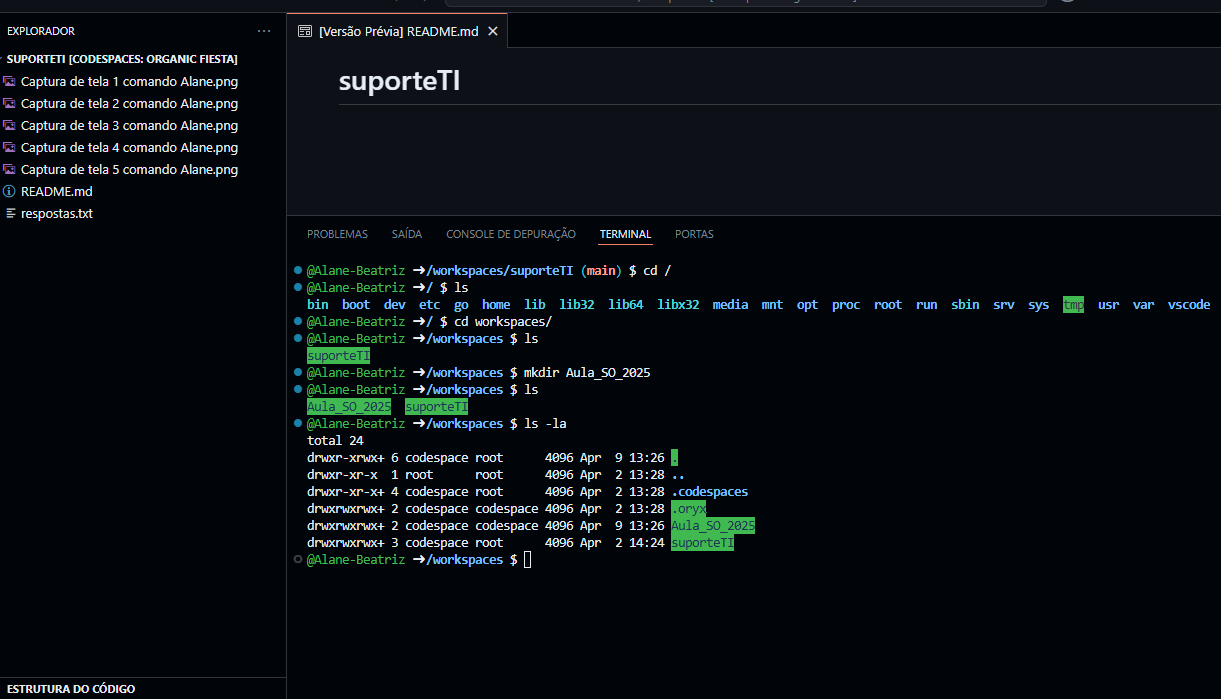 EXPLORADOR
SUPORTETI [CODESPACES: ORGANIC FIESTA]
Captura de tela 1 comando Alane.png
Captura de tela 2 comando Alane.png
Captura de tela 3 comando Alane.png
Captura de tela 4 comando Alane.png
Captura de tela 5 comando Alane.png
README.md
respostas.txt
ESTRUTURA DO CÓDIGO
[Versão Prévia] README.md
suporteTI
PROBLEMAS SAÍDA CONSOLE DE DEPURAÇÃO TERMINAL PORTAS
@Alane-Beatriz ➜/workspaces/suporteTI (main) $ cd /
@Alane-Beatriz ➜/ $ ls
bin boot dev etc go home lib lib32 lib64 libx32 media mnt opt proc root run sbin srv sys tmp usr var vscode
@Alane-Beatriz ➜/ $ cd workspaces/
@Alane-Beatriz ➜/workspaces $ ls
suporteTI
@Alane-Beatriz ➜/workspaces $ mkdir Aula_SO_2025
@Alane-Beatriz ➜/workspaces $ ls
Aula_SO_2025 suporteTI
@Alane-Beatriz ➜/workspaces $ ls -la
total 24
drwxr-xrwx+ 6 codespace root 4096 Apr 9 13:26 .
drwxr-xr-x 1 root root 4096 Apr 2 13:28 ..
drwxr-xr-x+ 4 codespace root 4096 Apr 2 13:28 .codespaces
drwxrwxrwx+ 2 codespace codespace 4096 Apr 2 13:28 .oryx
drwxrwxrwx+ 2 codespace codespace 4096 Apr 9 13:26 Aula_SO_2025
drwxrwxrwx+ 3 codespace root 4096 Apr 2 14:24 suporteTI
@Alane-Beatriz ➜/workspaces $